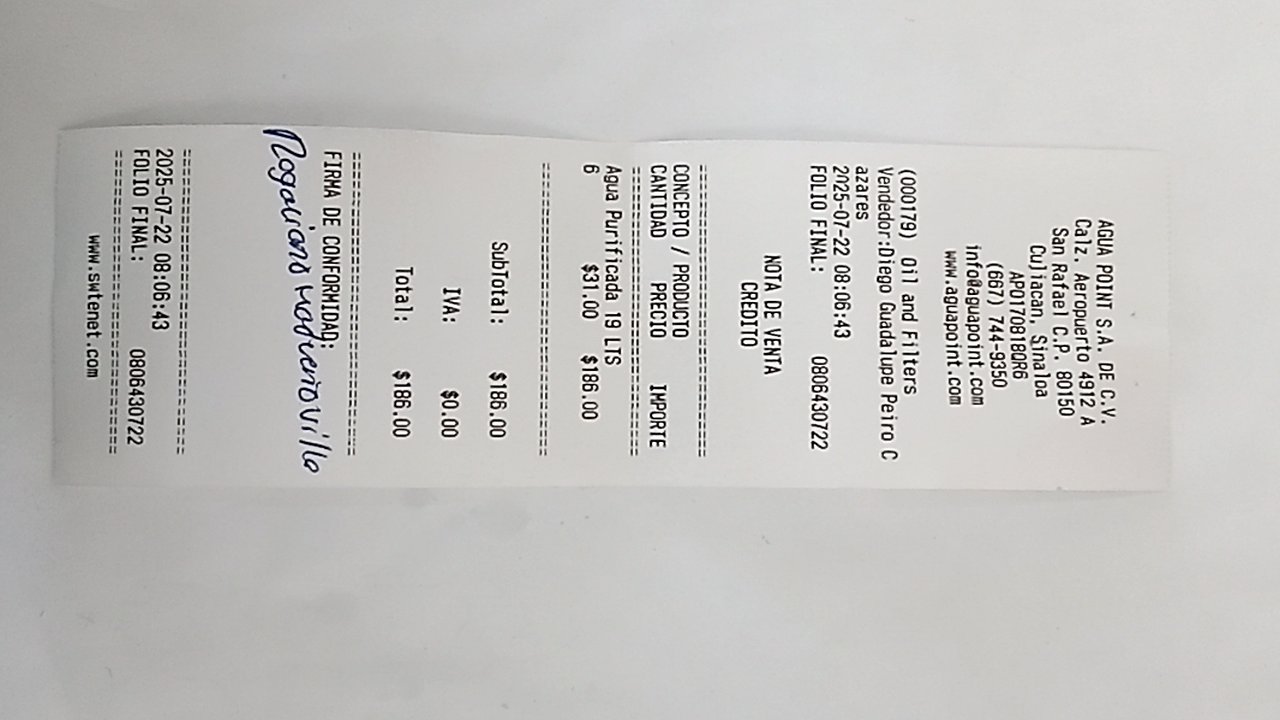 AGUA POINT S.A. DE C.V.
Calz. Aeropuerto 4912 A
San Rafael C.P. 80150
Culiacan, Sinaloa
APO170818QR6
(667) 744-9350
info@aguapoint.com
www.aguapoint.com
(000179) Oil and Filters
Vendedor:Diego Guadalupe Peiro C
azares
2025-07-22 08:06:43
FOLIO FINAL: 0806430722
NOTA DE VENTA
CREDITO
================================
CONCEPTO / PRODUCTO
CANTIDAD PRECIO IMPORTE
================================
Agua Purificada 19 LTS
6 $31.00 $186.00
================================
SubTotal: $186.00
IVA: $0.00
Total: $186.00
================================
FIRMA DE CONFORMIDAD:
================================
2025-07-22 08:06:43
FOLIO FINAL: 0806430722
================================
www.swtenet.com